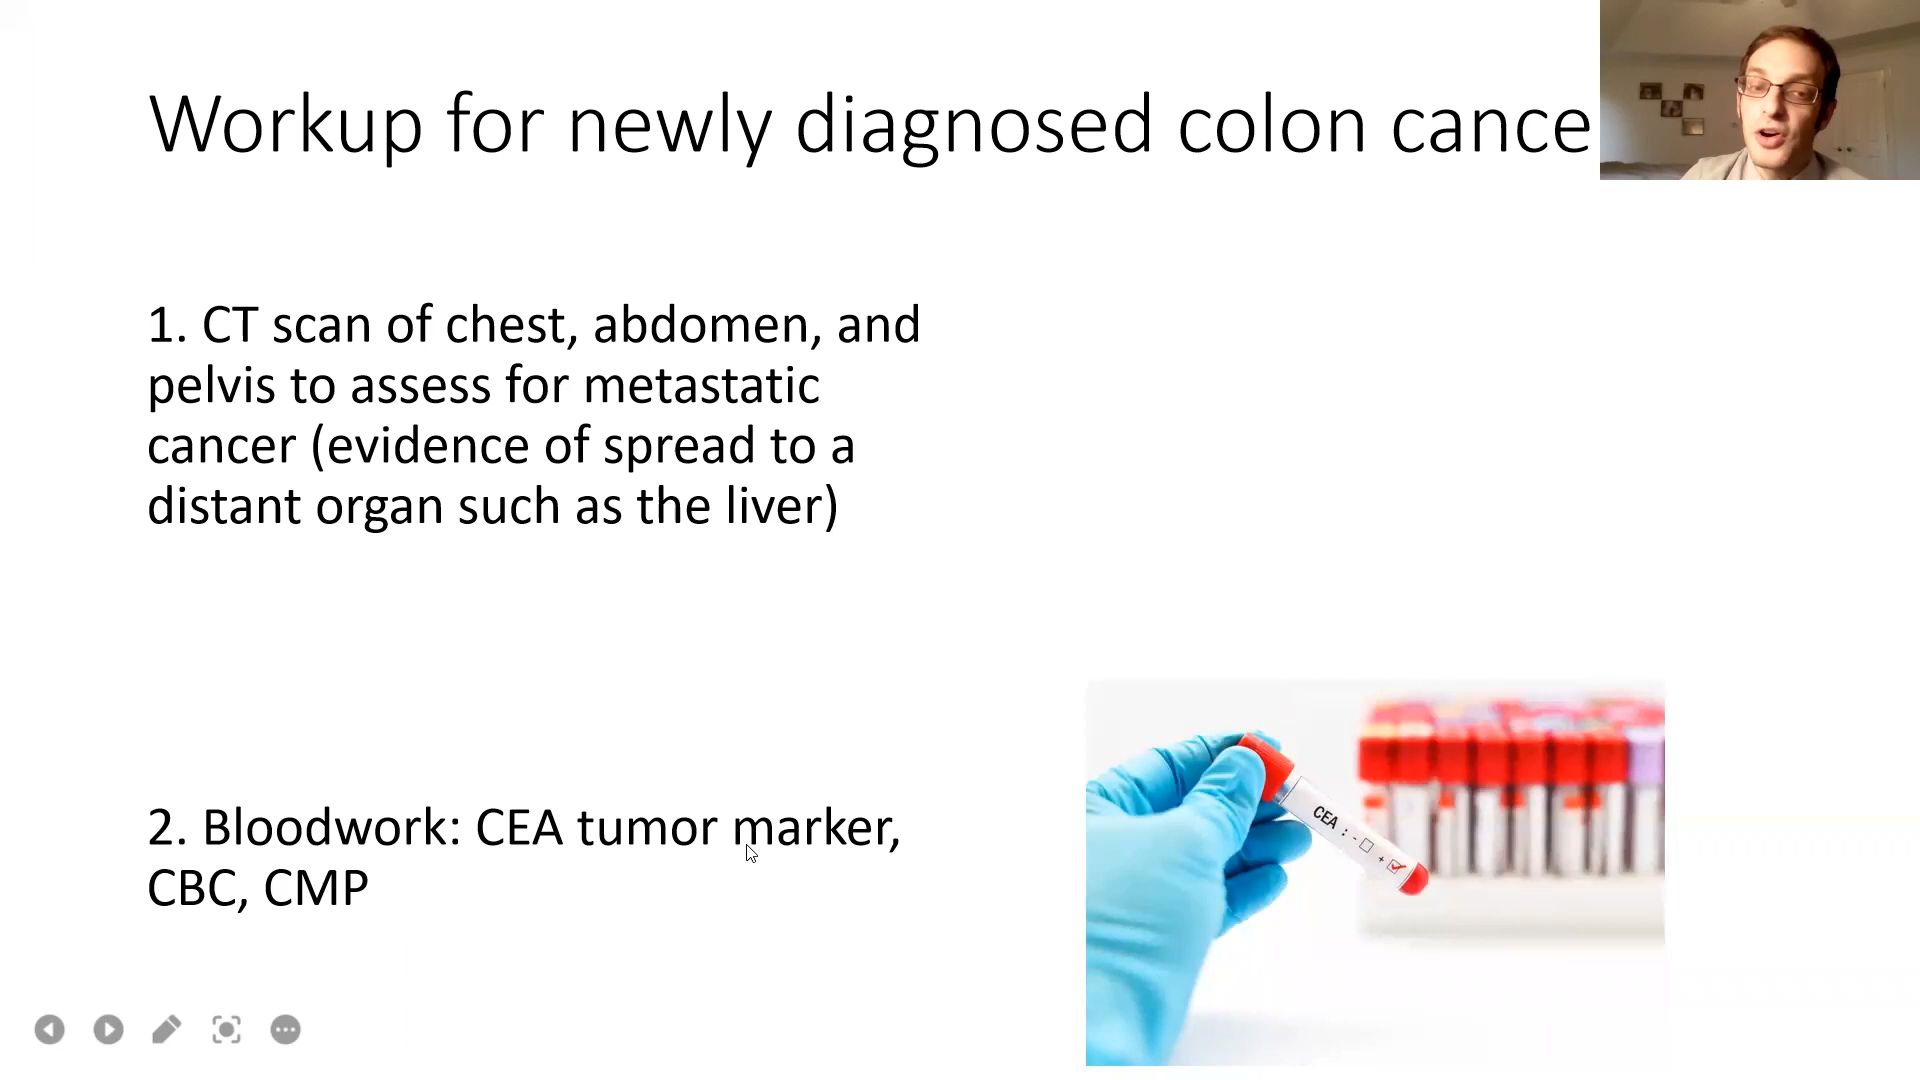 Workup for newly diagnosed colon cance
1. CT scan of chest, abdomen, and
pelvis to assess for metastatic
cancer (evidence of spread to a
distant organ such as the liver)
2. Bloodwork: CEA tumor marker,
CBC, CMP
CEA : - ☐ + ☑